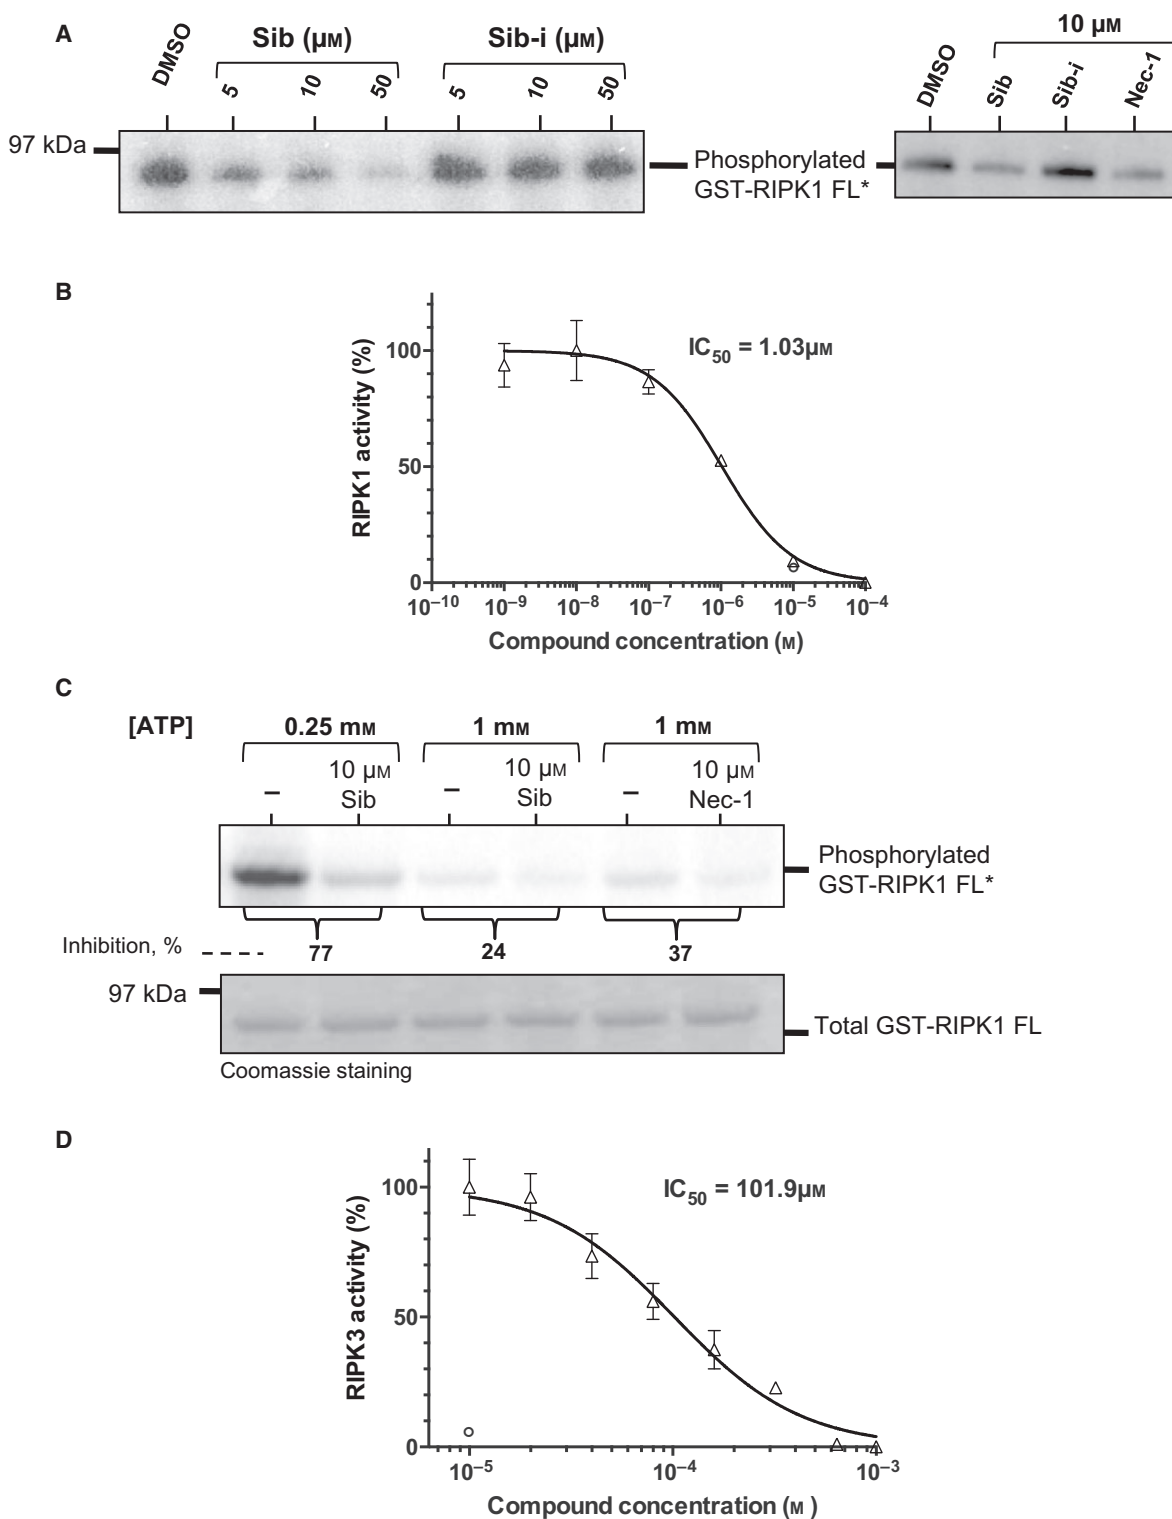 A
DMSO
Sib (μM)
5 10 50
Sib-i (μM)
5 10 50
97 kDa
Phosphorylated
GST-RIPK1 FL*
10 μM
DMSO Sib Sib-i Nec-1
B
RIPK1 activity (%)
100
50
0
IC50 = 1.03μM
10–10 10–9 10–8 10–7 10–6 10–5 10–4
Compound concentration (M)
C
[ATP]
0.25 mM 1 mM 1 mM
– 10 μM – 10 μM – 10 μM
Sib Sib Nec-1
Phosphorylated
GST-RIPK1 FL*
Inhibition, % 77 24 37
97 kDa
Total GST-RIPK1 FL
Coomassie staining
D
RIPK3 activity (%)
100
50
0
IC50 = 101.9μM
10–5 10–4 10–3
Compound concentration (M )